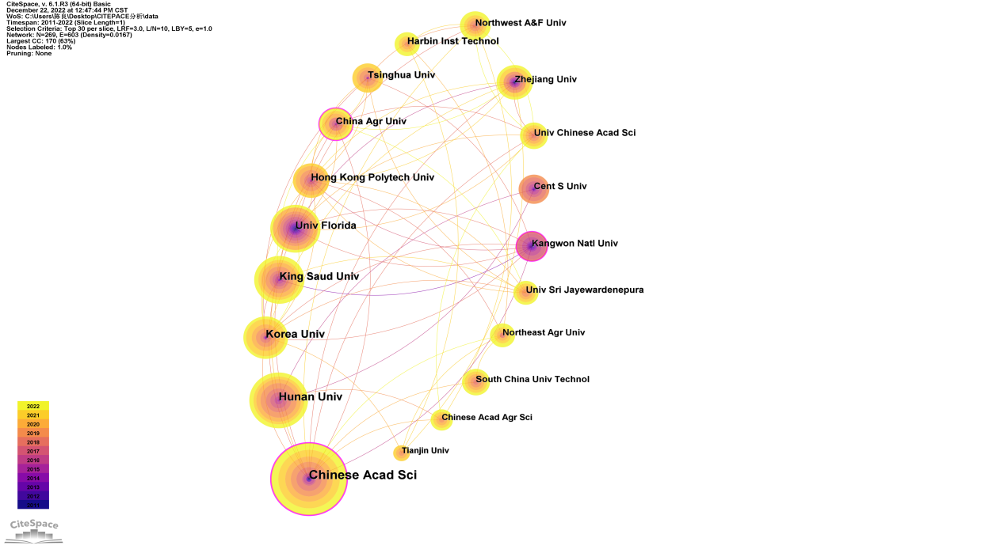 CiteSpace, v. 6.1.R3 (64-bit) Basic
December 22, 2022 at 12:47:44 PM CST
WoS: C:\Users\陈良\Desktop\CITEPACE分析\data
Timespan: 2011-2022 (Slice Length=1)
Selection Criteria: Top 30 per slice, LRF=3.0, L/N=10, LBY=5, e=1.0
Network: N=269, E=603 (Density=0.0167)
Largest CC: 170 (63%)
Nodes Labeled: 1.0%
Pruning: None
Northwest A&F Univ
Harbin Inst Technol
Tsinghua Univ
Zhejiang Univ
China Agr Univ
Univ Chinese Acad Sci
Hong Kong Polytech Univ
Cent S Univ
Univ Florida
Kangwon Natl Univ
King Saud Univ
Univ Sri Jayewardenepura
Korea Univ
Northeast Agr Univ
South China Univ Technol
Hunan Univ
Chinese Acad Agr Sci
Tianjin Univ
Chinese Acad Sci
2022
2021
2020
2019
2018
2017
2016
2015
2014
2013
2012
2011
CiteSpace